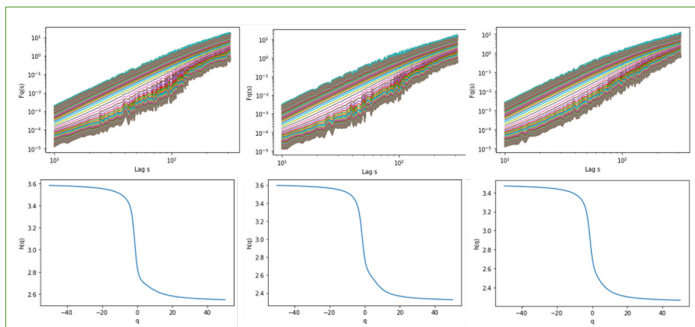 10¹ 10⁰ 10⁻¹ 10⁻² 10⁻³ 10⁻⁴ 10⁻⁵
Fq(s)
10¹ 10²
Lag s
10¹ 10⁰ 10⁻¹ 10⁻² 10⁻³ 10⁻⁴ 10⁻⁵
Fq(s)
10¹ 10²
Lag s
10¹ 10⁰ 10⁻¹ 10⁻² 10⁻³ 10⁻⁴ 10⁻⁵
Fq(s)
10¹ 10²
Lag s
3.6 3.4 3.2 3.0 2.8 2.6
h(q)
−40 −20 0 20 40
q
3.6 3.4 3.2 3.0 2.8 2.6 2.4
h(q)
−40 −20 0 20 40
q
3.4 3.2 3.0 2.8 2.6 2.4
h(q)
−40 −20 0 20 40
q